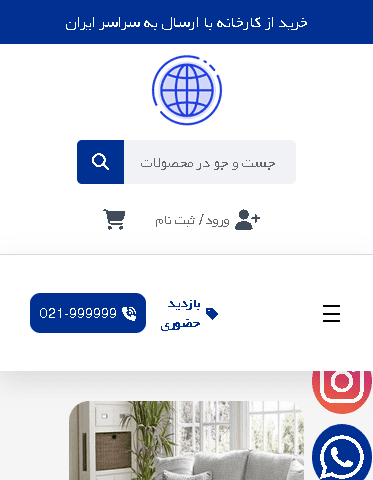 خرید از کارخانه با ارسال به سراسر ایران
جست و جو در محصولات
ورود / ثبت نام
بازدید
حضوری
021-999999